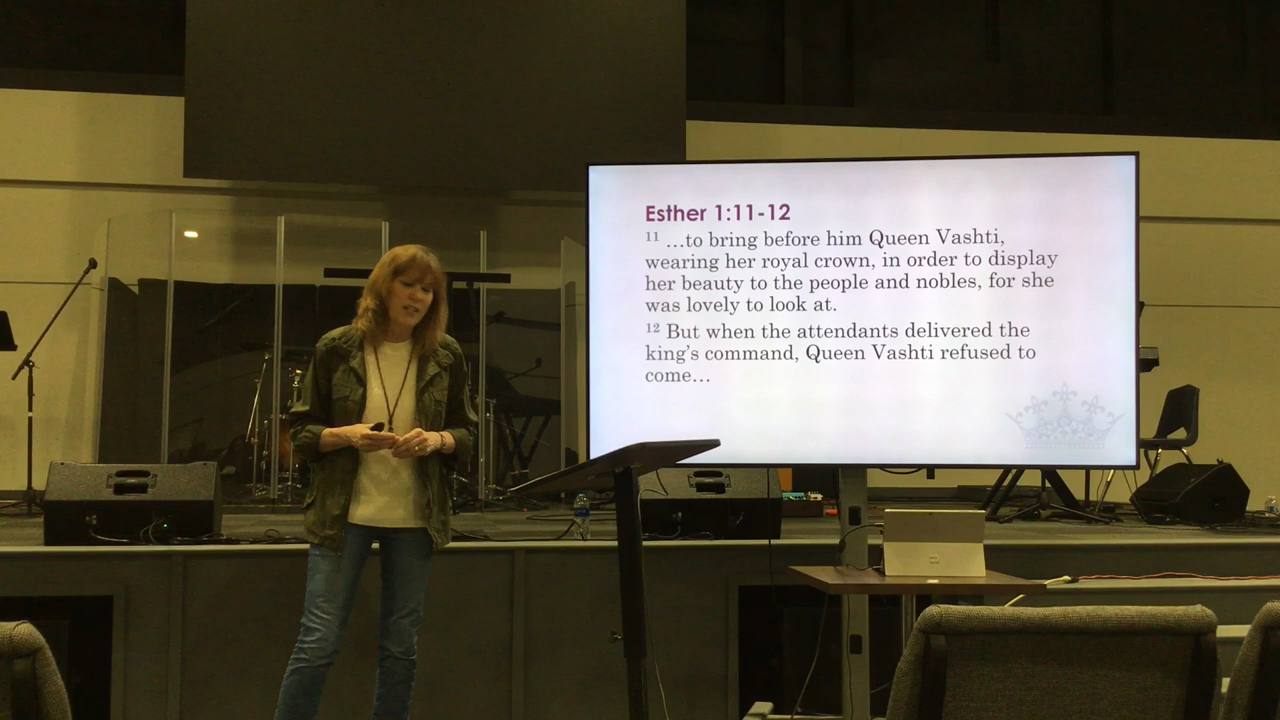 Esther 1:11-12
11 …to bring before him Queen Vashti,
wearing her royal crown, in order to display
her beauty to the people and nobles, for she
was lovely to look at.
12 But when the attendants delivered the
king’s command, Queen Vashti refused to
come…